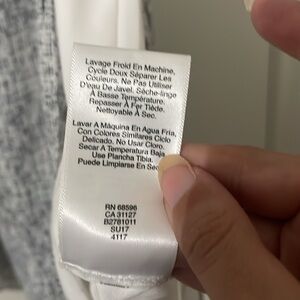 Lavage Froid En Machine,
Cycle Doux Séparer Les
Couleurs. Ne Pas Utiliser
D'eau De Javel. Sèche-linge
À Basse Température.
Repasser À Fer Tiède.
Nettoyable À Sec.
Lavar A Máquina En Agua Fría,
Con Colores Similares Ciclo
Delicado. No Usar Cloro.
Secar A Temperatura Baja
Use Plancha Tibia.
Puede Limpiarse En Sec
RN 68596
CA 31127
B2781011
SU17
4117